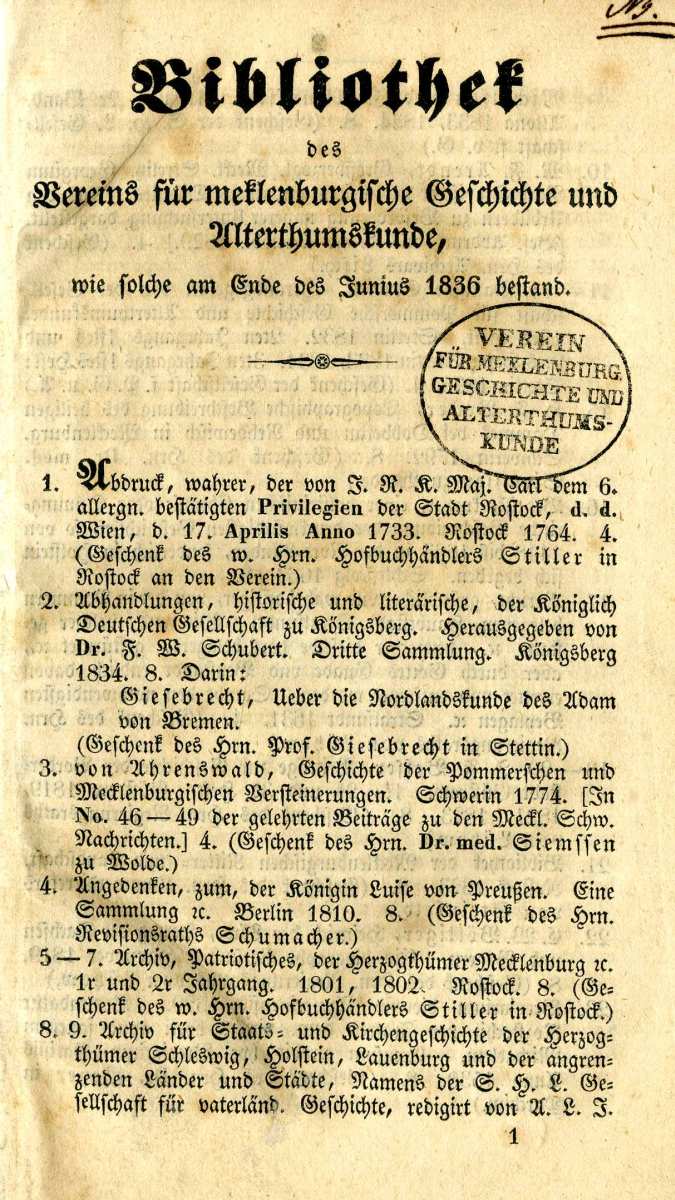 Bibliothek
des
Vereins für meklenburgische Geschichte und
Alterthumskunde,
wie solche am Ende des Junius 1836 bestand.
VEREIN
FÜR MEKLENBURG.
GESCHICHTE UND
ALTERTHUMS-
KUNDE
1. Abdruck, wahrer, der von J. R. K. Maj. Carl dem 6.
allergn. bestätigten Privilegien der Stadt Rostock, d. d.
Wien, d. 17. Aprilis Anno 1733. Rostock 1764. 4.
(Geschenk des w. Hrn. Hofbuchhändlers Stiller in
Rostock an den Verein.)
2. Abhandlungen, historische und literärische, der Königlich
Deutschen Gesellschaft zu Königsberg. Herausgegeben von
Dr. F. W. Schubert. Dritte Sammlung. Königsberg
1834. 8. Darin:
Giesebrecht, Ueber die Nordlandskunde des Adam
von Bremen.
(Geschenk des Hrn. Prof. Giesebrecht in Stettin.)
3. von Ahrenswald, Geschichte der Pommerschen und
Mecklenburgischen Versteinerungen. Schwerin 1774. [In
No. 46—49 der gelehrten Beiträge zu den Meckl. Schw.
Nachrichten.] 4. (Geschenk des Hrn. Dr. med. Siemssen
zu Wolde.)
4. Angedenken, zum, der Königin Luise von Preußen. Eine
Sammlung ꝛc. Berlin 1810. 8. (Geschenk des Hrn.
Revisionsraths Schumacher.)
5—7. Archiv, Patriotisches, der Herzogthümer Mecklenburg ꝛc.
1r und 2r Jahrgang. 1801, 1802. Rostock. 8. (Ge-
schenk des w. Hrn. Hofbuchhändlers Stiller in Rostock.)
8. 9. Archiv für Staats- und Kirchengeschichte der Herzog-
thümer Schleswig, Holstein, Lauenburg und der angren-
zenden Länder und Städte, Namens der S. H. L. Ge-
sellschaft für vaterländ. Geschichte, redigirt von A. L. J.
1